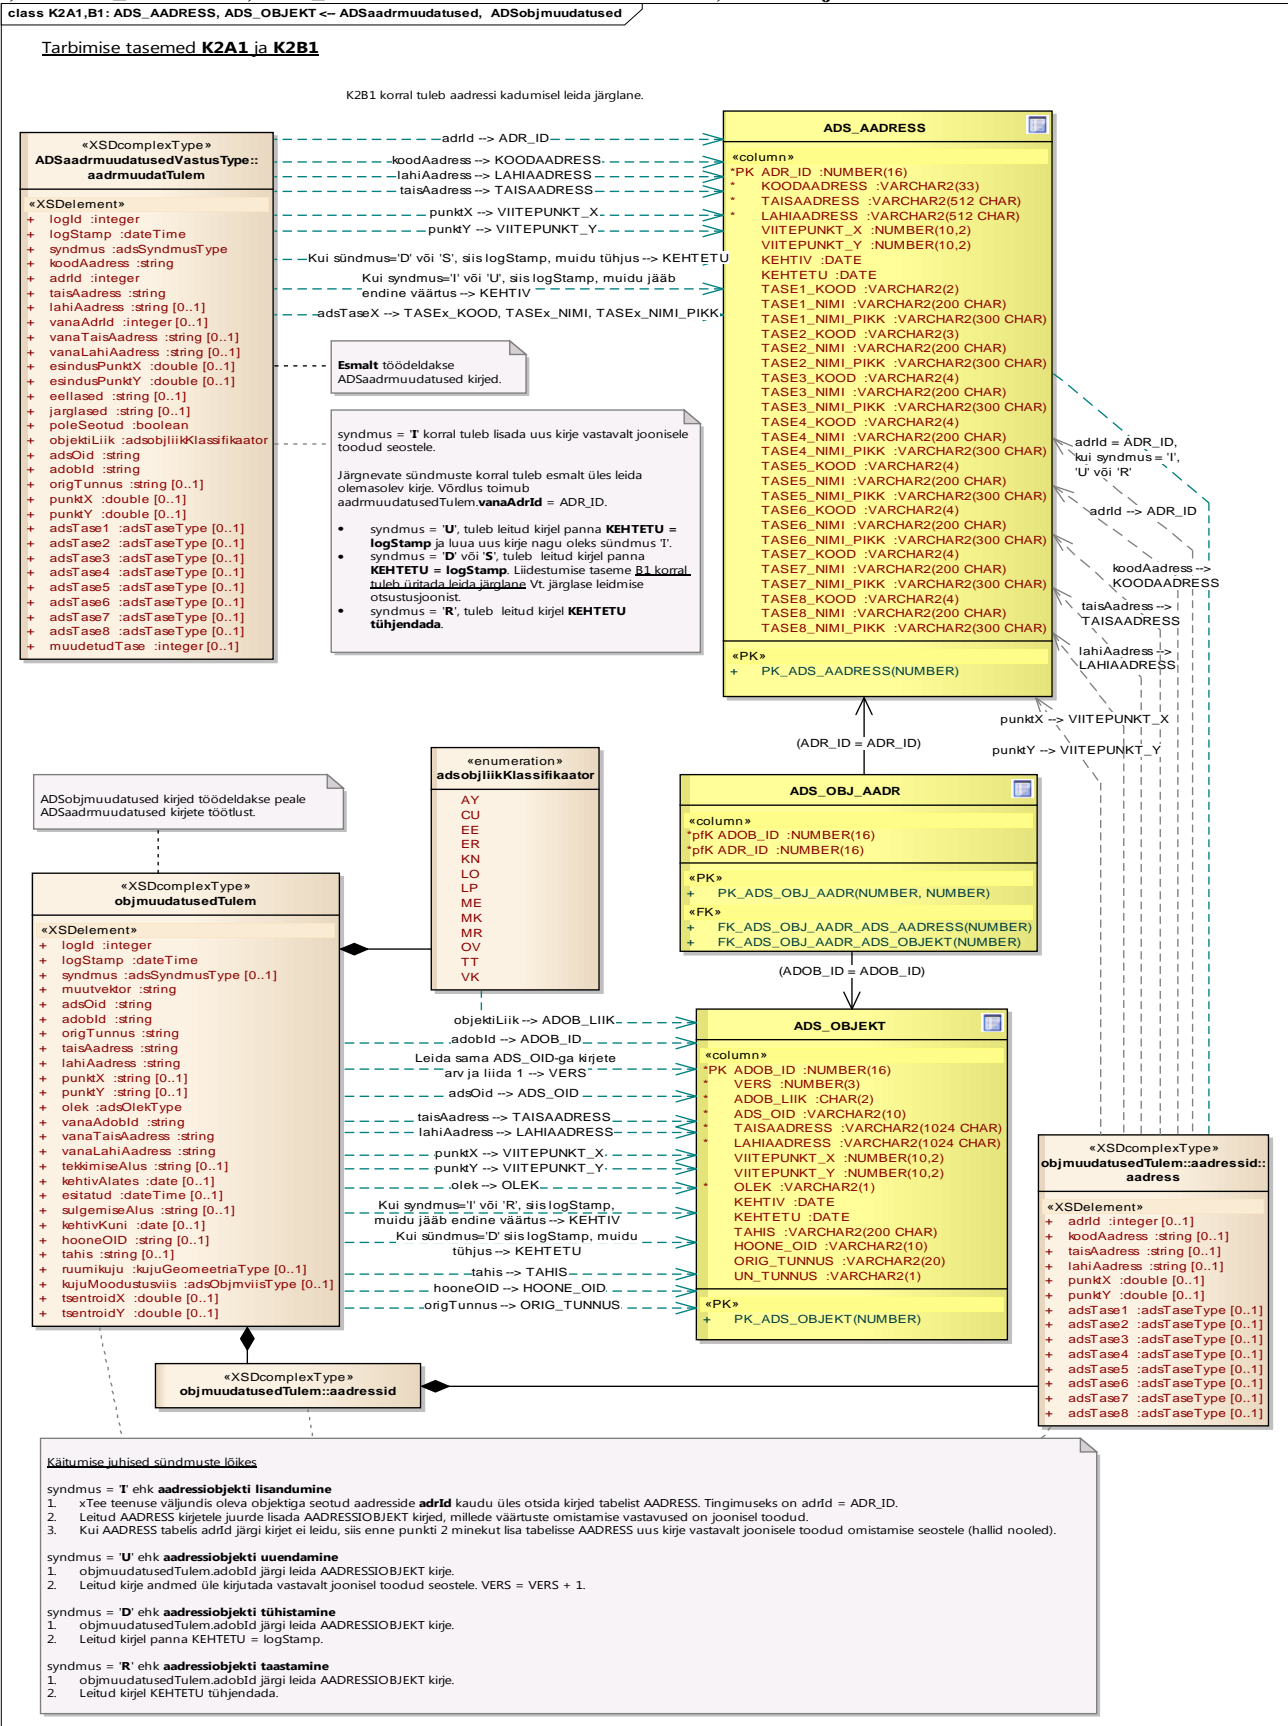 class K2A1,B1: ADS_AADRESS, ADS_OBJEKT <-- ADSaadrmuudatused, ADSobjmuudatused
Tarbimise tasemed K2A1 ja K2B1
K2B1 korral tuleb aadressi kadumisel leida järglane.
«XSDcomplexType»
ADSaadrmuudatusedVastusType::
aadrmuudatTulem
«XSDelement»
+ logId :integer
+ logStamp :dateTime
+ syndmus :adsSyndmusType
+ koodAadress :string
+ adrId :integer
+ taisAadress :string
+ lahiAadress :string [0..1]
+ vanaAdrId :integer [0..1]
+ vanaTaisAadress :string [0..1]
+ vanaLahiAadress :string [0..1]
+ esindusPunktX :double [0..1]
+ esindusPunktY :double [0..1]
+ eellased :string [0..1]
+ jarglased :string [0..1]
+ poleSeotud :boolean
+ objektiLiik :adsobjliikKlassifikaator
+ adsOid :string
+ adobId :string
+ origTunnus :string [0..1]
+ punktX :double [0..1]
+ punktY :double [0..1]
+ adsTase1 :adsTaseType [0..1]
+ adsTase2 :adsTaseType [0..1]
+ adsTase3 :adsTaseType [0..1]
+ adsTase4 :adsTaseType [0..1]
+ adsTase5 :adsTaseType [0..1]
+ adsTase6 :adsTaseType [0..1]
+ adsTase7 :adsTaseType [0..1]
+ adsTase8 :adsTaseType [0..1]
+ muudetudTase :integer [0..1]
adrId --> ADR_ID
koodAadress --> KOODAADRESS
lahiAadress --> LAHIAADRESS
taisAadress --> TAISAADRESS
punktX --> VIITEPUNKT_X
punktY --> VIITEPUNKT_Y
Kui sündmus='D' või 'S', siis logStamp, muidu tühjus --> KEHTETU
Kui syndmus='I' või 'U', siis logStamp, muidu jääb
endine väärtus --> KEHTIV
adsTaseX --> TASEx_KOOD, TASEx_NIMI, TASEx_NIMI_PIKK
Esmalt töödeldakse
ADSaadrmuudatused kirjed.
syndmus = 'I' korral tuleb lisada uus kirje vastavalt joonisele
toodud seostele.
Järgnevate sündmuste korral tuleb esmalt üles leida
olemasolev kirje. Võrdlus toimub
aadrmuudatusedTulem.vanaAdrId = ADR_ID.
• syndmus = 'U', tuleb leitud kirjel panna KEHTETU =
logStamp ja luua uus kirje nagu oleks sündmus 'I'.
• syndmus = 'D' või 'S', tuleb leitud kirjel panna
KEHTETU = logStamp. Liidestumise taseme B1 korral
tuleb üritada leida järglane Vt. järglase leidmise
otsustusjoonist.
• syndmus = 'R', tuleb leitud kirjel KEHTETU
tühjendada.
ADS_AADRESS
«column»
*PK ADR_ID :NUMBER(16)
* KOODAADRESS :VARCHAR2(33)
* TAISAADRESS :VARCHAR2(512 CHAR)
* LAHIAADRESS :VARCHAR2(512 CHAR)
VIITEPUNKT_X :NUMBER(10,2)
VIITEPUNKT_Y :NUMBER(10,2)
KEHTIV :DATE
KEHTETU :DATE
TASE1_KOOD :VARCHAR2(2)
TASE1_NIMI :VARCHAR2(200 CHAR)
TASE1_NIMI_PIKK :VARCHAR2(300 CHAR)
TASE2_KOOD :VARCHAR2(3)
TASE2_NIMI :VARCHAR2(200 CHAR)
TASE2_NIMI_PIKK :VARCHAR2(300 CHAR)
TASE3_KOOD :VARCHAR2(4)
TASE3_NIMI :VARCHAR2(200 CHAR)
TASE3_NIMI_PIKK :VARCHAR2(300 CHAR)
TASE4_KOOD :VARCHAR2(4)
TASE4_NIMI :VARCHAR2(200 CHAR)
TASE4_NIMI_PIKK :VARCHAR2(300 CHAR)
TASE5_KOOD :VARCHAR2(4)
TASE5_NIMI :VARCHAR2(200 CHAR)
TASE5_NIMI_PIKK :VARCHAR2(300 CHAR)
TASE6_KOOD :VARCHAR2(4)
TASE6_NIMI :VARCHAR2(200 CHAR)
TASE6_NIMI_PIKK :VARCHAR2(300 CHAR)
TASE7_KOOD :VARCHAR2(4)
TASE7_NIMI :VARCHAR2(200 CHAR)
TASE7_NIMI_PIKK :VARCHAR2(300 CHAR)
TASE8_KOOD :VARCHAR2(4)
TASE8_NIMI :VARCHAR2(200 CHAR)
TASE8_NIMI_PIKK :VARCHAR2(300 CHAR)
«PK»
+ PK_ADS_AADRESS(NUMBER)
adrId = ADR_ID,
kui syndmus = 'I',
'U' või 'R'
adrId --> ADR_ID
koodAadress -->
KOODAADRESS
taisAadress -->
TAISAADRESS
lahiAadress -->
LAHIAADRESS
punktX --> VIITEPUNKT_X
punktY --> VIITEPUNKT_Y
(ADR_ID = ADR_ID)
ADS_OBJ_AADR
«column»
*pfK ADOB_ID :NUMBER(16)
*pfK ADR_ID :NUMBER(16)
«PK»
+ PK_ADS_OBJ_AADR(NUMBER, NUMBER)
«FK»
+ FK_ADS_OBJ_AADR_ADS_AADRESS(NUMBER)
+ FK_ADS_OBJ_AADR_ADS_OBJEKT(NUMBER)
(ADOB_ID = ADOB_ID)
«enumeration»
adsobjliikKlassifikaator
AY
CU
EE
ER
KN
LO
LP
ME
MK
MR
OV
TT
VK
ADSobjmuudatused kirjed töödeldakse peale
ADSaadrmuudatused kirjete töötlust.
«XSDcomplexType»
objmuudatusedTulem
«XSDelement»
+ logId :integer
+ logStamp :dateTime
+ syndmus :adsSyndmusType [0..1]
+ muutvektor :string
+ adsOid :string
+ adobId :string
+ origTunnus :string
+ taisAadress :string
+ lahiAadress :string
+ punktX :string [0..1]
+ punktY :string [0..1]
+ olek :adsOlekType
+ vanaAdobId :string
+ vanaTaisAadress :string
+ vanaLahiAadress :string
+ tekkimiseAlus :string [0..1]
+ kehtivAlates :date [0..1]
+ esitatud :dateTime [0..1]
+ sulgemiseAlus :string [0..1]
+ kehtivKuni :date [0..1]
+ hooneOID :string [0..1]
+ tahis :string [0..1]
+ ruumikuju :kujuGeomeetriaType [0..1]
+ kujuMoodustusviis :adsObjmviisType [0..1]
+ tsentroidX :double [0..1]
+ tsentroidY :double [0..1]
objektiLiik --> ADOB_LIIK
adobId --> ADOB_ID
Leida sama ADS_OID-ga kirjete
arv ja liida 1 --> VERS
adsOid --> ADS_OID
taisAadress --> TAISAADRESS
lahiAadress --> LAHIADRESS
punktX --> VIITEPUNKT_X
punktY --> VIITEPUNKT_Y
olek --> OLEK
Kui syndmus='I' või 'R', siis logStamp,
muidu jääb endine väärtus --> KEHTIV
Kui sündmus='D' siis logStamp, muidu
tühjus --> KEHTETU
tahis --> TAHIS
hooneOID --> HOONE_OID
origTunnus --> ORIG_TUNNUS
ADS_OBJEKT
«column»
*PK ADOB_ID :NUMBER(16)
* VERS :NUMBER(3)
* ADOB_LIIK :CHAR(2)
* ADS_OID :VARCHAR2(10)
* TAISAADRESS :VARCHAR2(1024 CHAR)
* LAHIAADRESS :VARCHAR2(1024 CHAR)
VIITEPUNKT_X :NUMBER(10,2)
VIITEPUNKT_Y :NUMBER(10,2)
* OLEK :VARCHAR2(1)
KEHTIV :DATE
KEHTETU :DATE
TAHIS :VARCHAR2(200 CHAR)
HOONE_OID :VARCHAR2(10)
ORIG_TUNNUS :VARCHAR2(20)
UN_TUNNUS :VARCHAR2(1)
«PK»
+ PK_ADS_OBJEKT(NUMBER)
«XSDcomplexType»
objmuudatusedTulem::aadressid::
aadress
«XSDelement»
+ adrId :integer [0..1]
+ koodAadress :string [0..1]
+ taisAadress :string [0..1]
+ lahiAadress :string [0..1]
+ punktX :double [0..1]
+ punktY :double [0..1]
+ adsTase1 :adsTaseType [0..1]
+ adsTase2 :adsTaseType [0..1]
+ adsTase3 :adsTaseType [0..1]
+ adsTase4 :adsTaseType [0..1]
+ adsTase5 :adsTaseType [0..1]
+ adsTase6 :adsTaseType [0..1]
+ adsTase7 :adsTaseType [0..1]
+ adsTase8 :adsTaseType [0..1]
«XSDcomplexType»
objmuudatusedTulem::aadressid
Käitumise juhised sündmuste lõikes
syndmus = 'I' ehk aadressiobjekti lisandumine
1. xTee teenuse väljundis oleva objektiga seotud aadresside adrId kaudu üles otsida kirjed tabelist AADRESS. Tingimuseks on adrId = ADR_ID.
2. Leitud AADRESS kirjetele juurde lisada AADRESSIOBJEKT kirjed, millede väärtuste omistamise vastavused on joonisel toodud.
3. Kui AADRESS tabelis adrId järgi kirjet ei leidu, siis enne punkti 2 minekut lisa tabelisse AADRESS uus kirje vastavalt joonisele toodud omistamise seostele (hallid nooled).
syndmus = 'U' ehk aadressiobjekti uuendamine
1. objmuudatusedTulem.adobId järgi leida AADRESSIOBJEKT kirje.
2. Leitud kirje andmed üle kirjutada vastavalt joonisel toodud seostele. VERS = VERS + 1.
syndmus = 'D' ehk aadressiobjekti tühistamine
1. objmuudatusedTulem.adobId järgi leida AADRESSIOBJEKT kirje.
2. Leitud kirjel panna KEHTETU = logStamp.
syndmus = 'R' ehk aadressiobjekti taastamine
1. objmuudatusedTulem.adobId järgi leida AADRESSIOBJEKT kirje.
2. Leitud kirjel KEHTETU tühjendada.